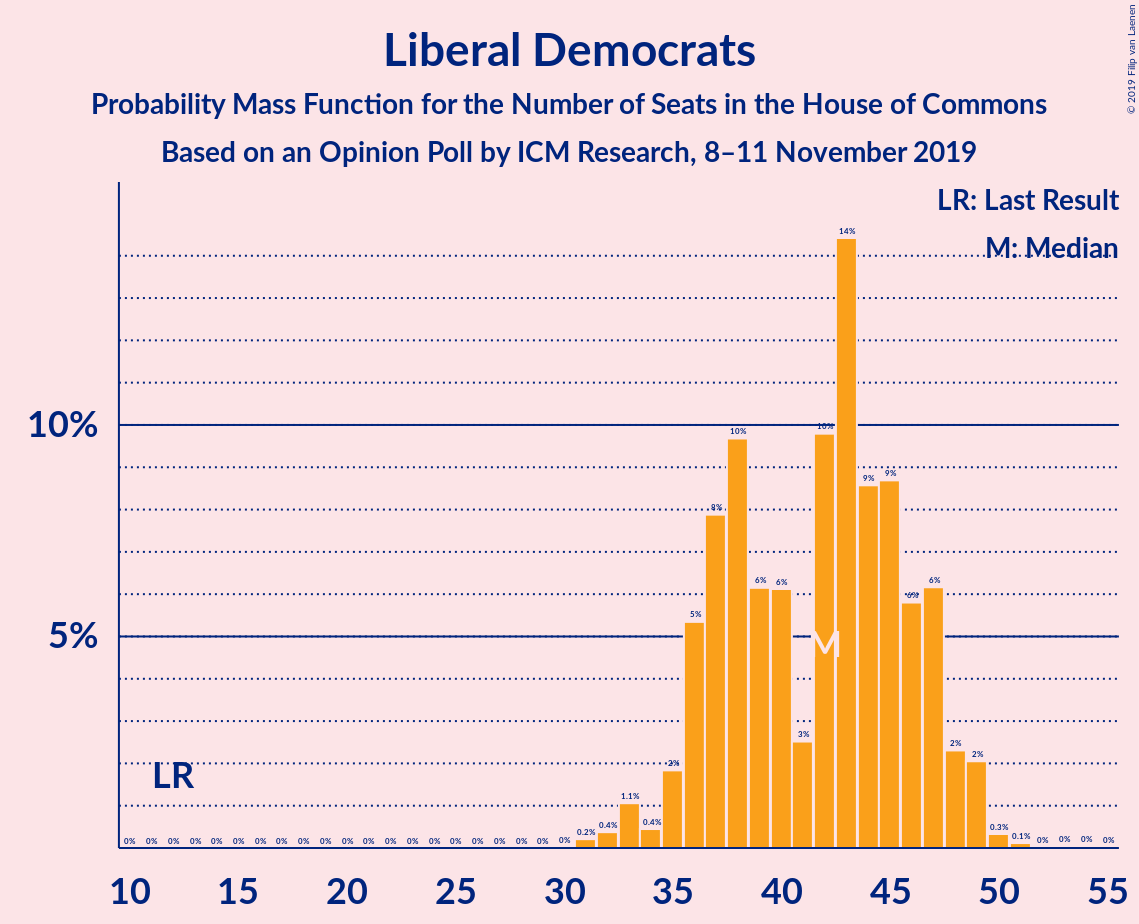 Liberal Democrats
Probability Mass Function for the Number of Seats in the House of Commons
Based on an Opinion Poll by ICM Research, 8–11 November 2019
© 2019 Filip van Laenen
LR: Last Result
M: Median
14%
10%
10% 10%
9% 9%
8%
6% 6% 6% 6%
5%
5%
M
3%
2% 2% 2%
LR
1.1%
0.2% 0.4% 0.4% 0.3% 0.1%
0% 0% 0% 0% 0% 0% 0% 0% 0% 0% 0% 0% 0% 0% 0% 0% 0% 0% 0% 0% 0% 0% 0% 0% 0%
10 15 20 25 30 35 40 45 50 55